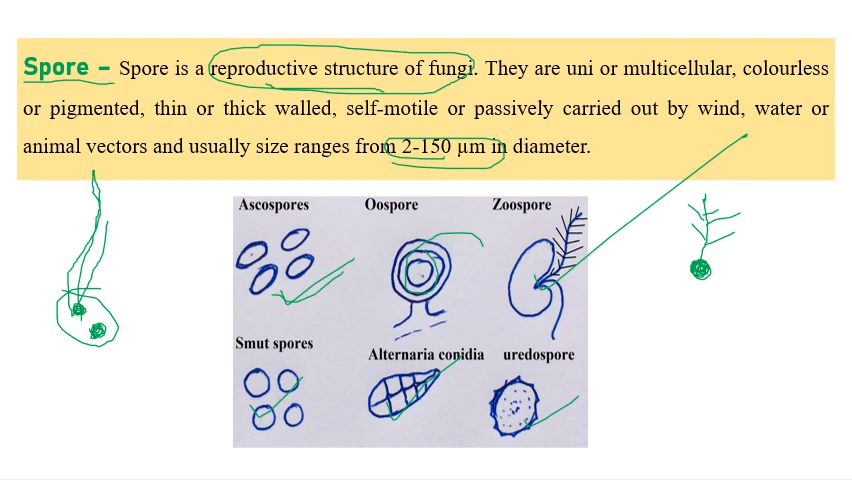 Spore – Spore is a reproductive structure of fungi. They are uni or multicellular, colourless
or pigmented, thin or thick walled, self-motile or passively carried out by wind, water or
animal vectors and usually size ranges from 2-150 µm in diameter.
Ascospores Oospore Zoospore
Smut spores Alternaria conidia uredospore